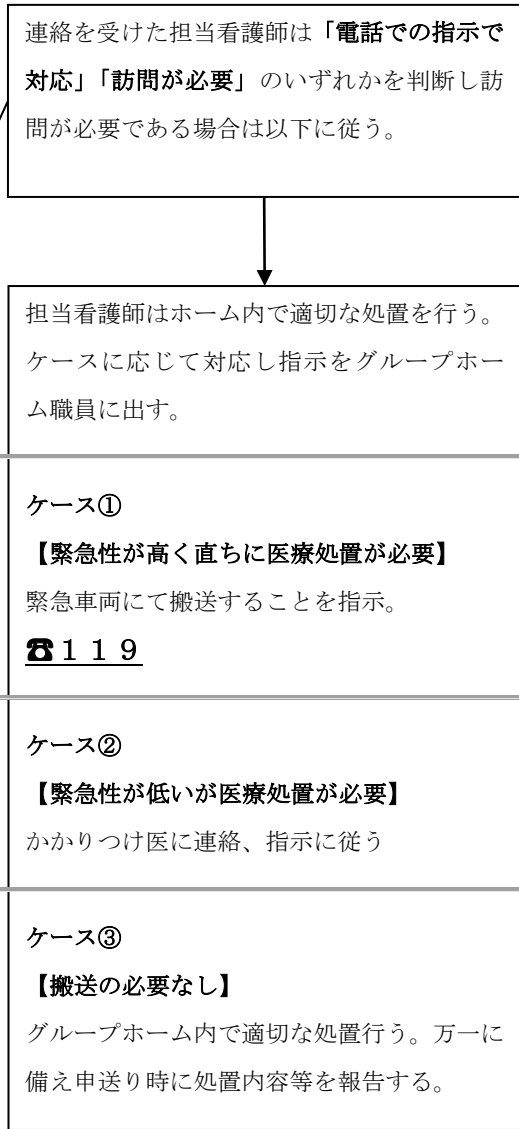 連絡を受けた担当看護師は「電話での指示で
対応」「訪問が必要」のいずれかを判断し訪
問が必要である場合は以下に従う。
担当看護師はホーム内で適切な処置を行う。
ケースに応じて対応し指示をグループホー
ム職員に出す。
ケース①
【緊急性が高く直ちに医療処置が必要】
緊急車両にて搬送することを指示。
☎１１９
ケース②
【緊急性が低いが医療処置が必要】
かかりつけ医に連絡、指示に従う
ケース③
【搬送の必要なし】
グループホーム内で適切な処置行う。万一に
備え申送り時に処置内容等を報告する。